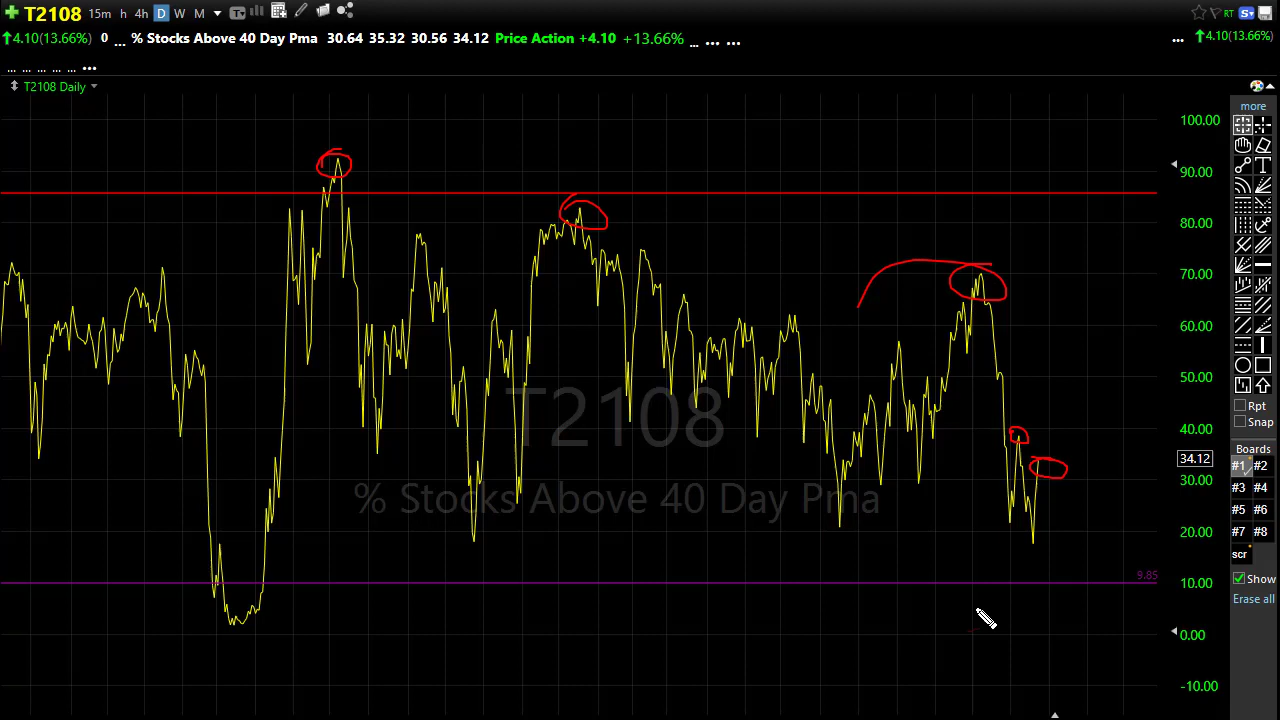 T2108 15m h 4h D W M T
S RT
4.10(13.66%) 0 ... % Stocks Above 40 Day Pma 30.64 35.32 30.56 34.12 Price Action +4.10 +13.66% ... ... ... ... 4.10(13.66%)
... ... ... ... ... ...
T2108 Daily
more
100.00
90.00
80.00
70.00
60.00
50.00
40.00
34.12
30.00
20.00
9.85
10.00
0.00
-10.00
T2108
% Stocks Above 40 Day Pma
Rpt
Snap
Boards
#1 #2
#3 #4
#5 #6
#7 #8
scr
Show
Erase all